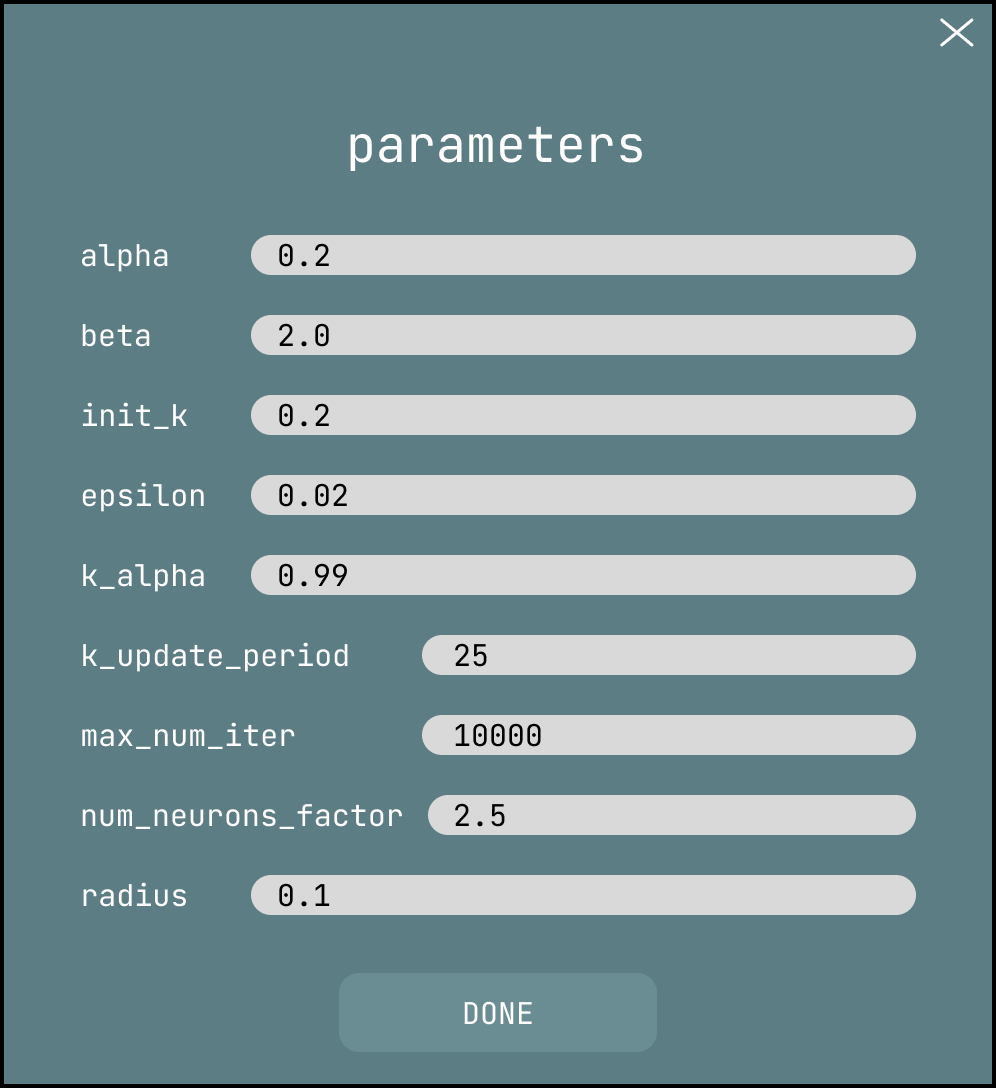 parameters
alpha 0.2
beta 2.0
init_k 0.2
epsilon 0.02
k_alpha 0.99
k_update_period 25
max_num_iter 10000
num_neurons_factor 2.5
radius 0.1
DONE